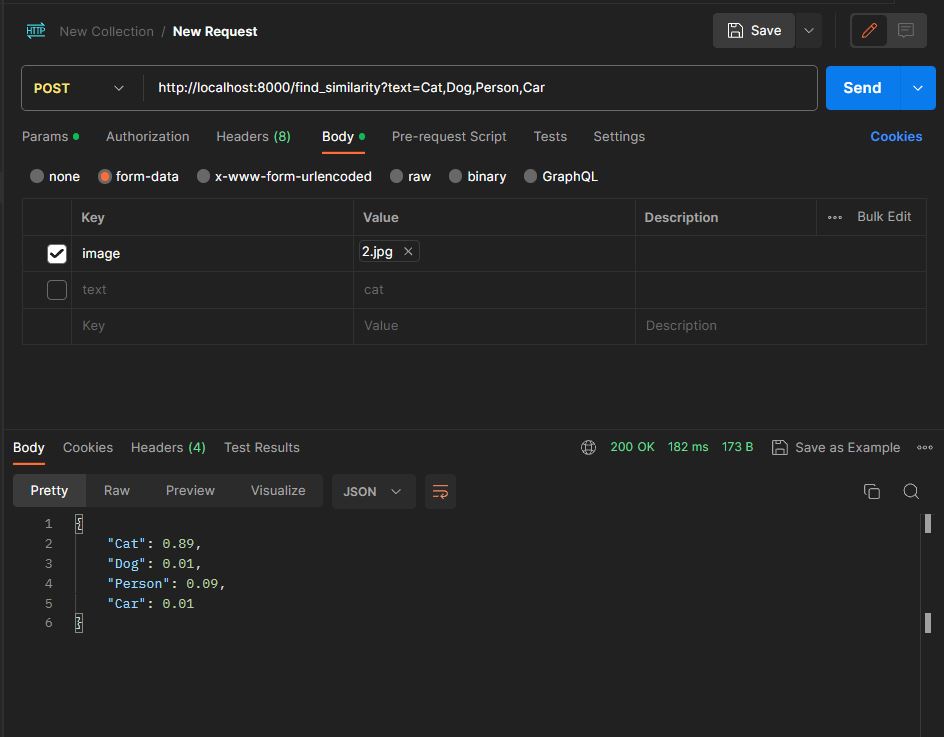 HTTP New Collection / New Request Save
POST http://localhost:8000/find_similarity?text=Cat,Dog,Person,Car Send
Params Authorization Headers (8) Body Pre-request Script Tests Settings Cookies
none form-data x-www-form-urlencoded raw binary GraphQL
Key Value Description Bulk Edit
image 2.jpg
text cat
Key Value Description
Body Cookies Headers (4) Test Results 200 OK 182 ms 173 B Save as Example
Pretty Raw Preview Visualize JSON
1 {
2 "Cat": 0.89,
3 "Dog": 0.01,
4 "Person": 0.09,
5 "Car": 0.01
6 }